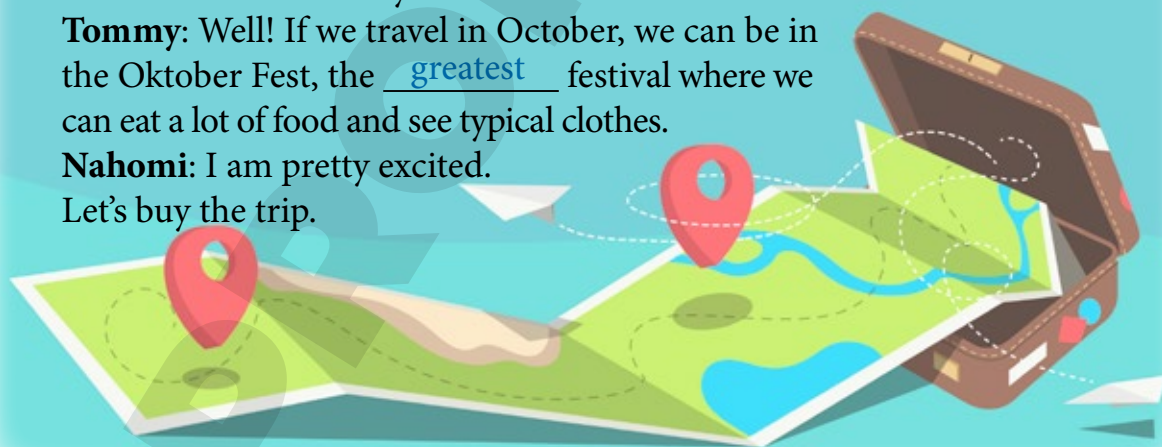 Tommy: Well! If we travel in October, we can be in
the Oktober Fest, the greatest festival where we
can eat a lot of food and see typical clothes.
Nahomi: I am pretty excited.
Let's buy the trip.